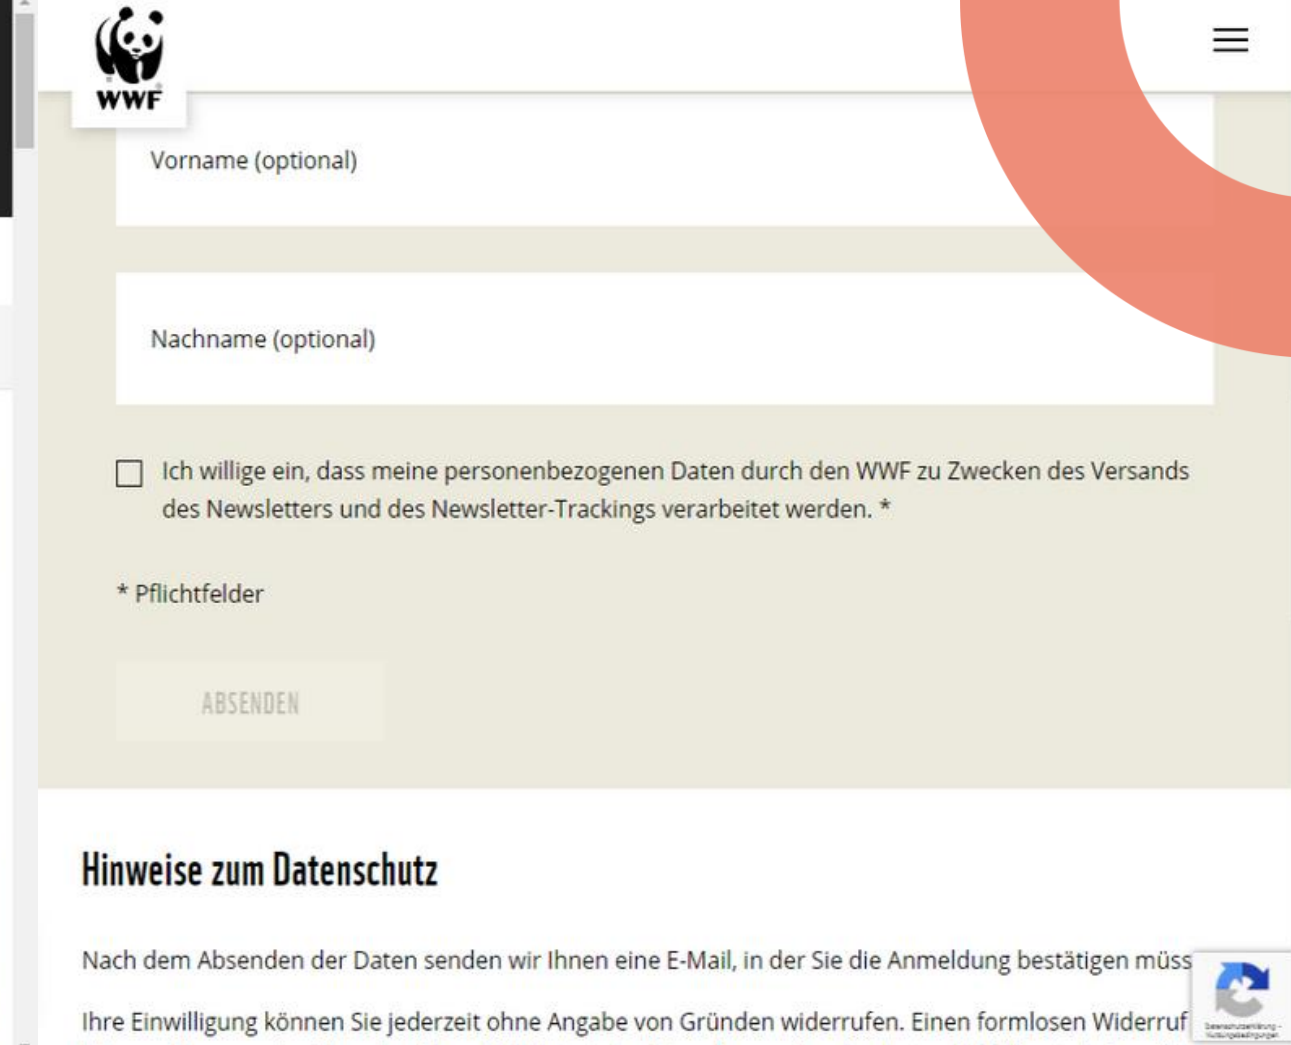 WWF
Vorname (optional)
Nachname (optional)
Ich willige ein, dass meine personenbezogenen Daten durch den WWF zu Zwecken des Versands
des Newsletters und des Newsletter-Trackings verarbeitet werden. *
* Pflichtfelder
ABSENDEN
Hinweise zum Datenschutz
Nach dem Absenden der Daten senden wir Ihnen eine E-Mail, in der Sie die Anmeldung bestätigen müss
Ihre Einwilligung können Sie jederzeit ohne Angabe von Gründen widerrufen. Einen formlosen Widerruf
Datenschutzerklärung -
Nutzungsbedingungen